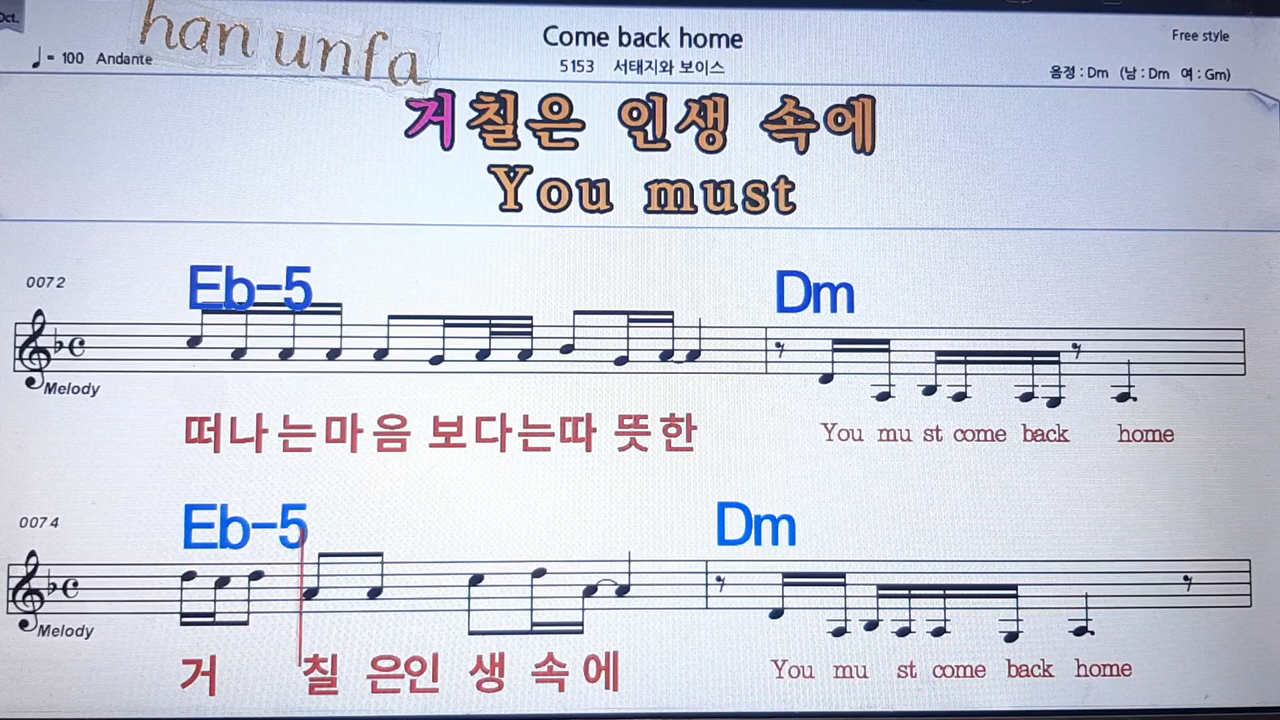 Oct.
han unfa
Come back home
Free style
♩= 100 Andante
5153 서태지와 보이스
음정 : Dm (남 : Dm 여 : Gm)
거칠은 인생 속에
You must
0072
Eb-5 Dm
Melody
떠나는마음 보다는따 뜻한 You mu st come back home
0074
Eb-5 Dm
Melody
거 칠 은인 생 속에 You mu st come back home